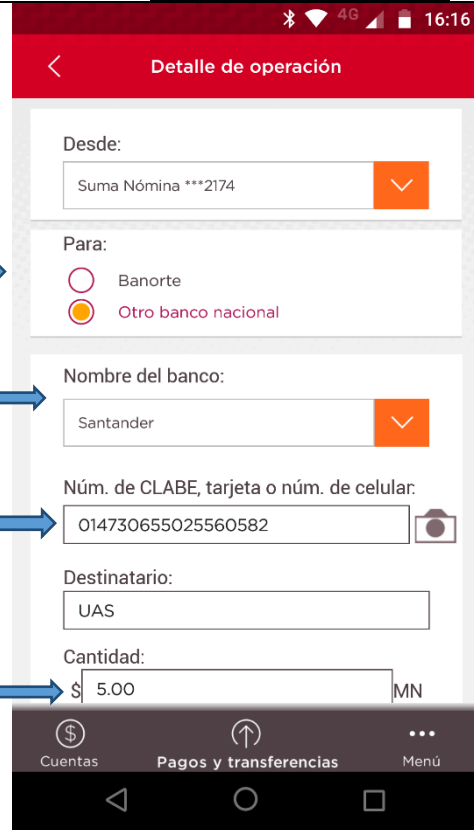 4G 16:16
Detalle de operación
Desde:
Suma Nómina ***2174
Para:
Banorte
Otro banco nacional
Nombre del banco:
Santander
Núm. de CLABE, tarjeta o núm. de celular:
014730655025560582
Destinatario:
UAS
Cantidad:
$ 5.00 MN
Cuentas Pagos y transferencias Menú